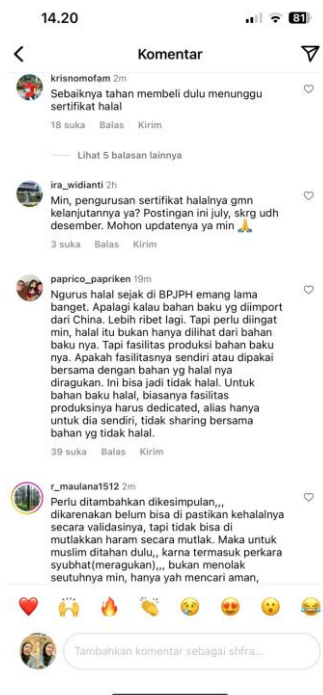 14.20
81
Komentar
krisnomofam 2m
Sebaiknya tahan membeli dulu menunggu
sertifikat halal
18 suka Balas Kirim
Lihat 5 balasan lainnya
ira_widianti 2h
Min, pengurusan sertifikat halalnya gmn
kelanjutannya ya? Postingan ini july, skrg udh
desember. Mohon updatenya ya min 🙏
3 suka Balas Kirim
paprico_papriken 19m
Ngurus halal sejak di BPJPH emang lama
banget. Apalagi kalau bahan baku yg diimport
dari China. Lebih ribet lagi. Tapi perlu diingat
min, halal itu bukan hanya dilihat dari bahan
baku nya. Tapi fasilitas produksi bahan baku
nya. Apakah fasilitasnya sendiri atau dipakai
bersama dengan bahan yg halal nya
diragukan. Ini bisa jadi tidak halal. Untuk
bahan baku halal, biasanya fasilitas
produksinya harus dedicated, alias hanya
untuk dia sendiri, tidak sharing bersama
bahan yg tidak halal.
39 suka Balas Kirim
r_maulana1512 2m
Perlu ditambahkan dikesimpulan,,,
dikarenakan belum bisa di pastikan kehalalnya
secara validasinya, tapi tidak bisa di
mutlakkan haram secara mutlak. Maka untuk
muslim ditahan dulu,, karna termasuk perkara
syubhat(meragukan),,, bukan menolak
seutuhnya min, hanya yah mencari aman,
Tambahkan komentar sebagai shfra...